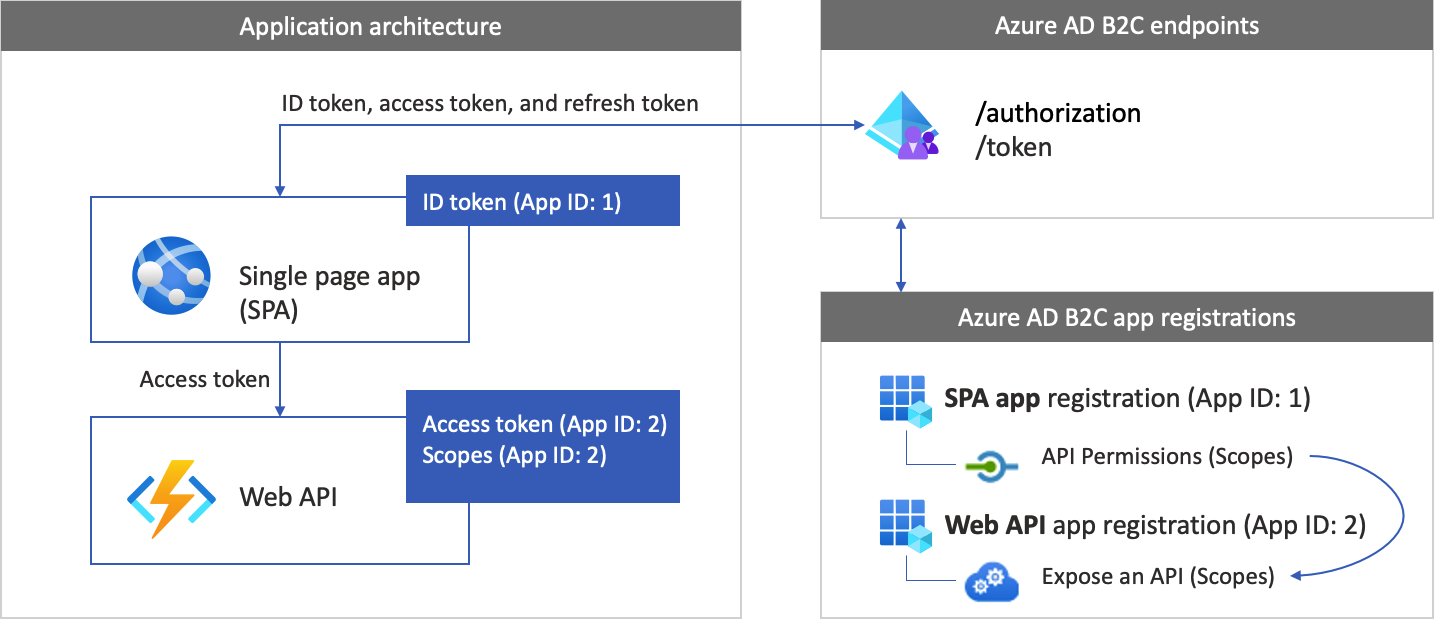 Application architecture
ID token, access token, and refresh token
ID token (App ID: 1)
Single page app
(SPA)
Access token
Access token (App ID: 2)
Scopes (App ID: 2)
Web API
Azure AD B2C endpoints
/authorization
/token
Azure AD B2C app registrations
SPA app registration (App ID: 1)
API Permissions (Scopes)
Web API app registration (App ID: 2)
Expose an API (Scopes)